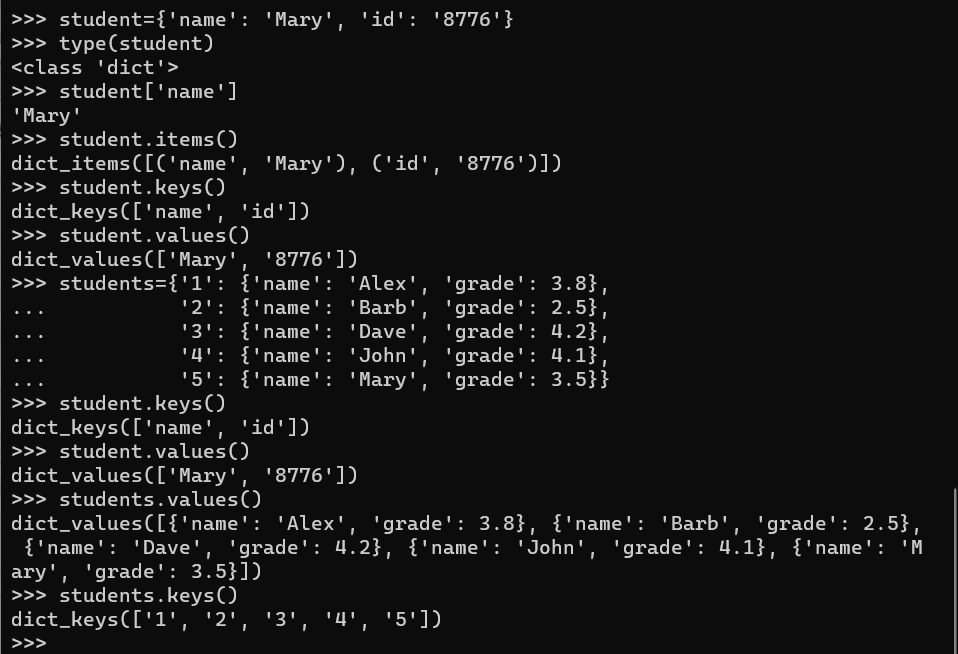 >>> student={'name': 'Mary', 'id': '8776'}
>>> type(student)
<class 'dict'>
>>> student['name']
'Mary'
>>> student.items()
dict_items([('name', 'Mary'), ('id', '8776')])
>>> student.keys()
dict_keys(['name', 'id'])
>>> student.values()
dict_values(['Mary', '8776'])
>>> students={'1': {'name': 'Alex', 'grade': 3.8},
...           '2': {'name': 'Barb', 'grade': 2.5},
...           '3': {'name': 'Dave', 'grade': 4.2},
...           '4': {'name': 'John', 'grade': 4.1},
...           '5': {'name': 'Mary', 'grade': 3.5}}
>>> student.keys()
dict_keys(['name', 'id'])
>>> student.values()
dict_values(['Mary', '8776'])
>>> students.values()
dict_values([{'name': 'Alex', 'grade': 3.8}, {'name': 'Barb', 'grade': 2.5},
 {'name': 'Dave', 'grade': 4.2}, {'name': 'John', 'grade': 4.1}, {'name': 'M
ary', 'grade': 3.5}])
>>> students.keys()
dict_keys(['1', '2', '3', '4', '5'])
>>>